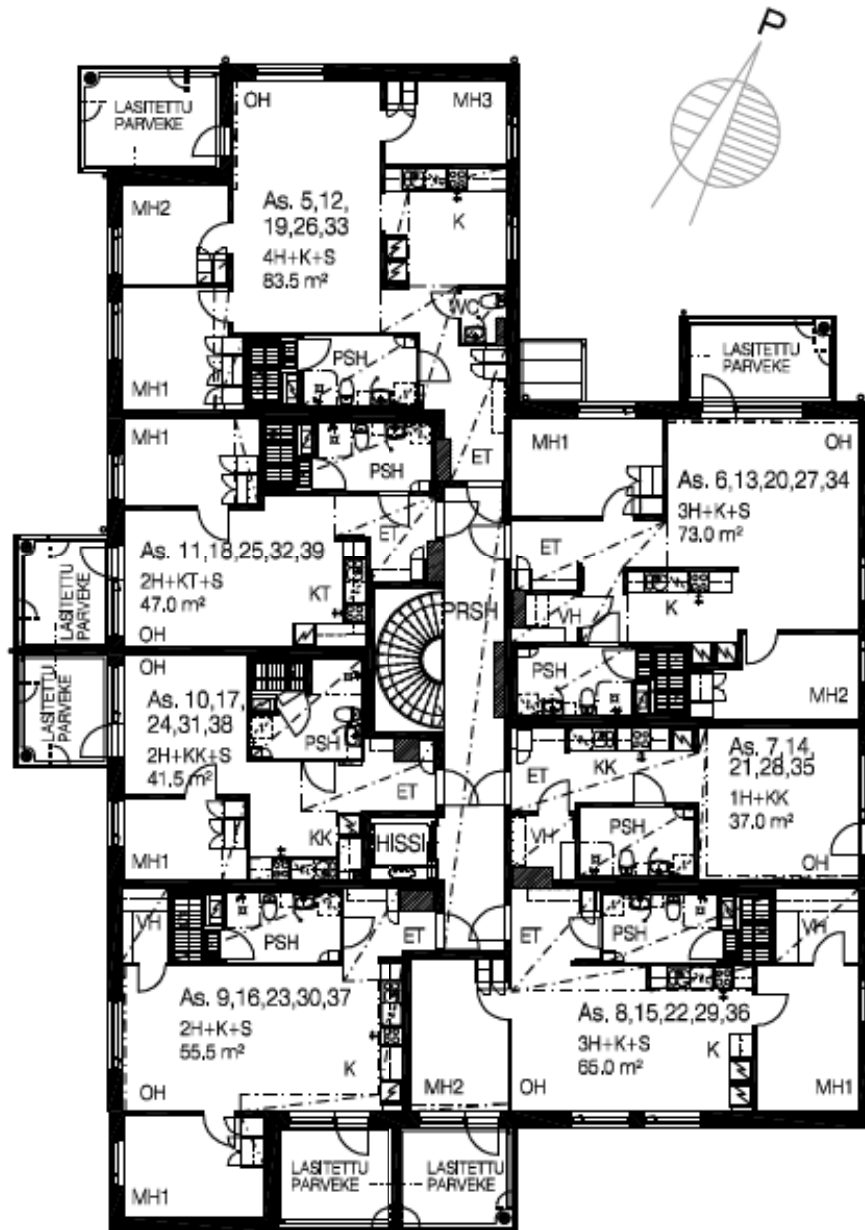 P
LASITETTU
PARVEKE
OH
MH3
MH2
As. 5,12,
19,26,33
4H+K+S
83.5 m²
K
WC
MH1
PSH
ET
LASITETTU
PARVEKE
MH1
PSH
ET
As. 11,18,25,32,39
2H+KT+S
47.0 m²
KT
OH
LASITETTU
PARVEKE
PRSH
MH1
OH
As. 6,13,20,27,34
3H+K+S
73.0 m²
ET
VH
K
PSH
MH2
LASITETTU
PARVEKE
OH
As. 10,17,
24,31,38
2H+KK+S
41.5 m²
PSH
ET
MH1
KK
HISSI
ET
KK
As. 7,14,
21,28,35
1H+KK
37.0 m²
VH
PSH
OH
VH
PSH
ET
As. 9,16,23,30,37
2H+K+S
55.5 m²
K
OH
MH1
LASITETTU
PARVEKE
ET
PSH
VH
As. 8,15,22,29,36
3H+K+S
65.0 m²
K
MH2
OH
MH1
LASITETTU
PARVEKE